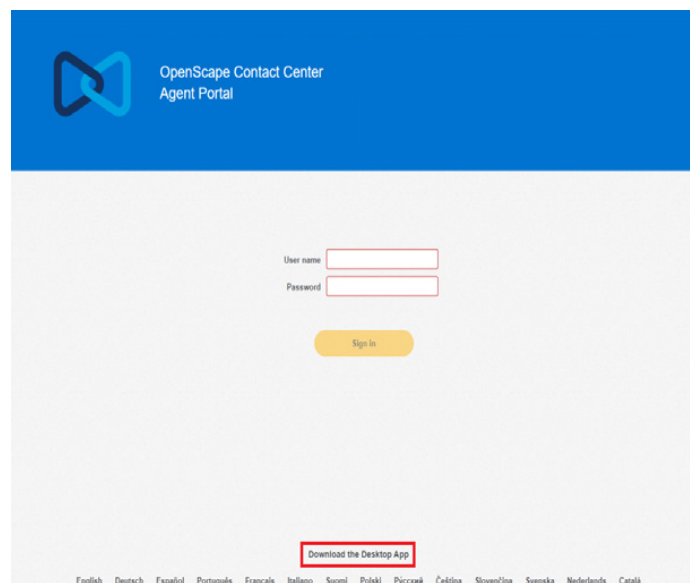 OpenScape Contact Center
Agent Portal
User name
Password
Sign in
Download the Desktop App
English Deutsch Español Português Français Italiano Suomi Polski Русский Čeština Slovenčina Svenska Nederlands Català